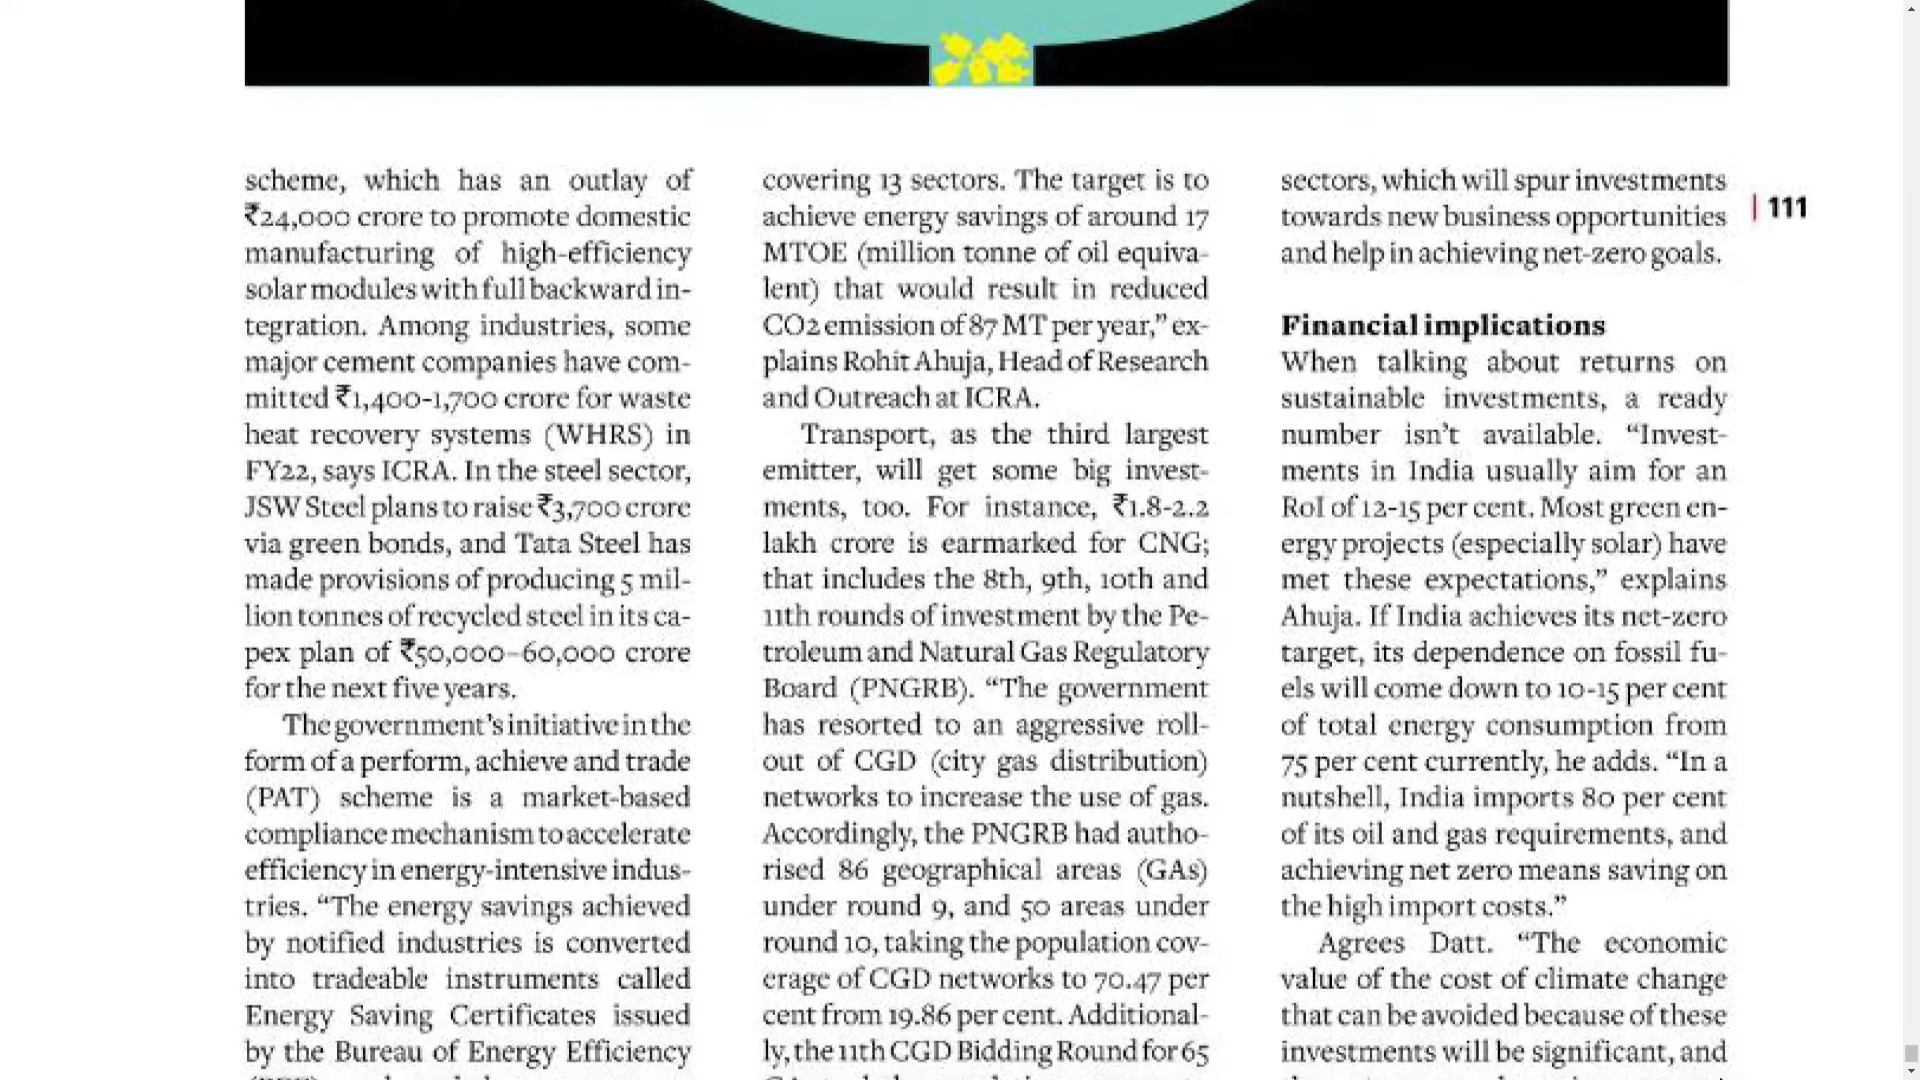 scheme, which has an outlay of
₹24,000 crore to promote domestic
manufacturing of high-efficiency
solar modules with full backward in-
tegration. Among industries, some
major cement companies have com-
mitted ₹1,400-1,700 crore for waste
heat recovery systems (WHRS) in
FY22, says ICRA. In the steel sector,
JSW Steel plans to raise ₹3,700 crore
via green bonds, and Tata Steel has
made provisions of producing 5 mil-
lion tonnes of recycled steel in its ca-
pex plan of ₹50,000–60,000 crore
for the next five years.
The government's initiative in the
form of a perform, achieve and trade
(PAT) scheme is a market-based
compliance mechanism to accelerate
efficiency in energy-intensive indus-
tries. “The energy savings achieved
by notified industries is converted
into tradeable instruments called
Energy Saving Certificates issued
by the Bureau of Energy Efficiency
covering 13 sectors. The target is to
achieve energy savings of around 17
MTOE (million tonne of oil equiva-
lent) that would result in reduced
CO2 emission of 87 MT per year,” ex-
plains Rohit Ahuja, Head of Research
and Outreach at ICRA.
Transport, as the third largest
emitter, will get some big invest-
ments, too. For instance, ₹1.8-2.2
lakh crore is earmarked for CNG;
that includes the 8th, 9th, 10th and
11th rounds of investment by the Pe-
troleum and Natural Gas Regulatory
Board (PNGRB). “The government
has resorted to an aggressive roll-
out of CGD (city gas distribution)
networks to increase the use of gas.
Accordingly, the PNGRB had autho-
rised 86 geographical areas (GAs)
under round 9, and 50 areas under
round 10, taking the population cov-
erage of CGD networks to 70.47 per
cent from 19.86 per cent. Additional-
ly, the 11th CGD Bidding Round for 65
sectors, which will spur investments
towards new business opportunities
and help in achieving net-zero goals.
Financial implications
When talking about returns on
sustainable investments, a ready
number isn't available. “Invest-
ments in India usually aim for an
RoI of 12-15 per cent. Most green en-
ergy projects (especially solar) have
met these expectations,” explains
Ahuja. If India achieves its net-zero
target, its dependence on fossil fu-
els will come down to 10-15 per cent
of total energy consumption from
75 per cent currently, he adds. “In a
nutshell, India imports 80 per cent
of its oil and gas requirements, and
achieving net zero means saving on
the high import costs.”
Agrees Datt. “The economic
value of the cost of climate change
that can be avoided because of these
investments will be significant, and
111